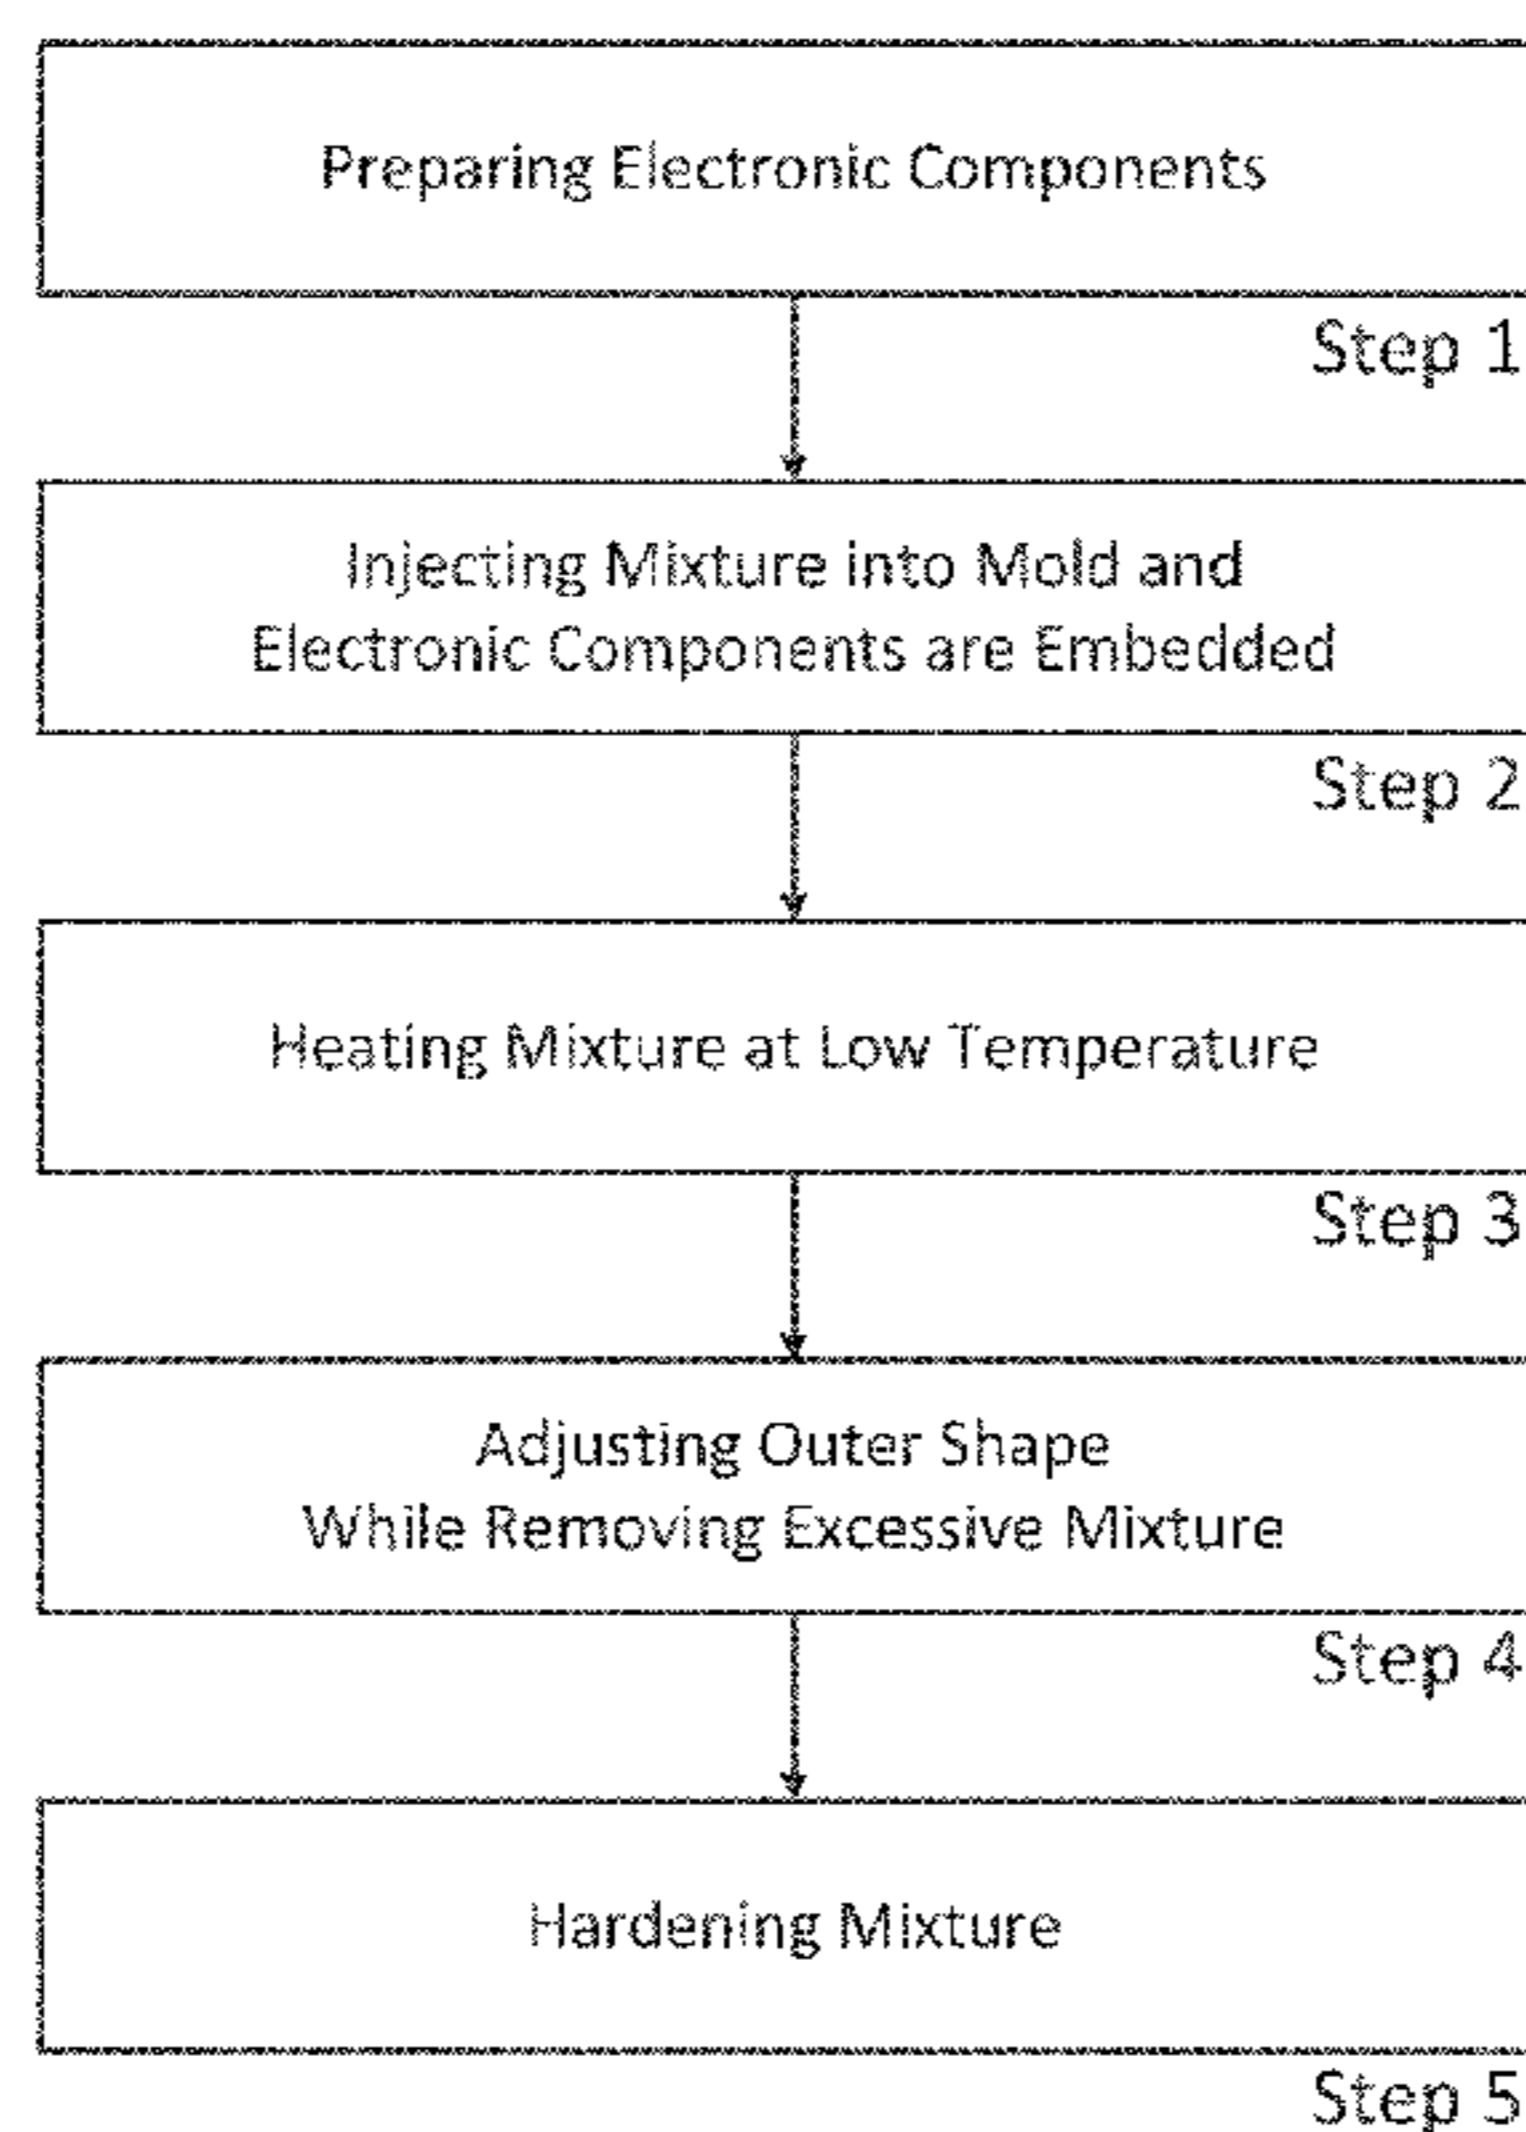 Preparing Electronic Components
Step 1
Injecting Mixture into Mold and
Electronic Components are Embedded
Step 2
Heating Mixture at Low Temperature
Step 3
Adjusting Outer Shape
While Removing Excessive Mixture
Step 4
Hardening Mixture
Step 5